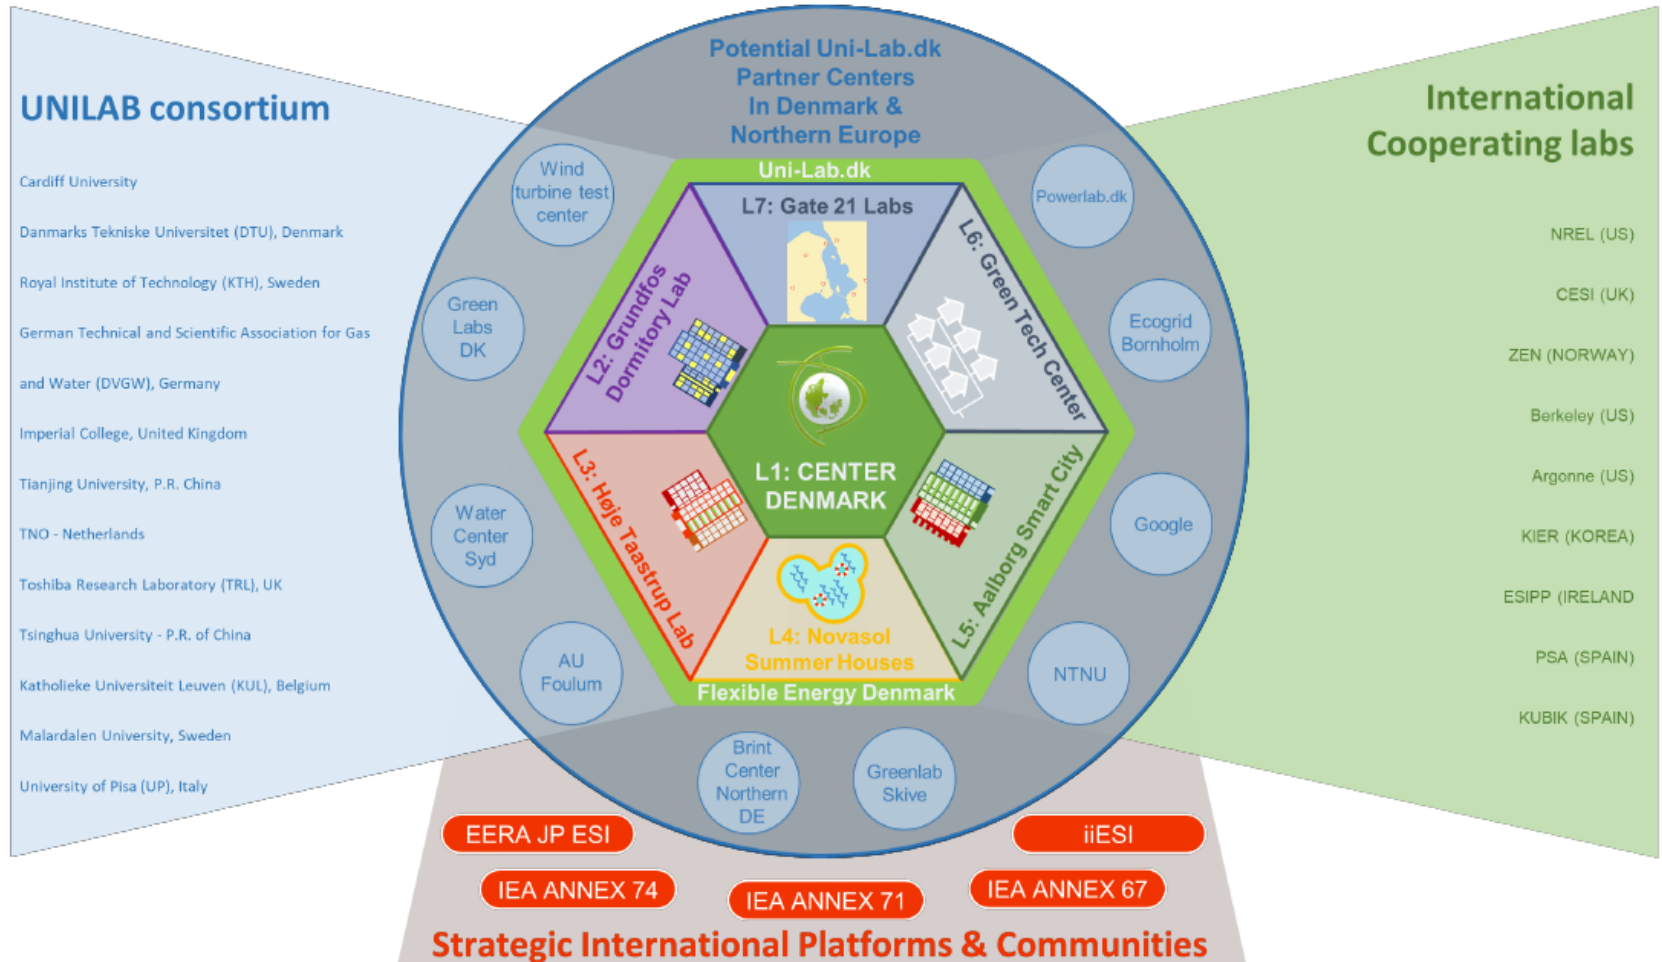 Potential Uni-Lab.dk
Partner Centers
In Denmark &
Northern Europe
UNILAB consortium
Cardiff University
Danmarks Tekniske Universitet (DTU), Denmark
Royal Institute of Technology (KTH), Sweden
German Technical and Scientific Association for Gas
and Water (DVGW), Germany
Imperial College, United Kingdom
Tianjing University, P.R. China
TNO - Netherlands
Toshiba Research Laboratory (TRL), UK
Tsinghua University - P.R. of China
Katholieke Universiteit Leuven (KUL), Belgium
Malardalen University, Sweden
University of Pisa (UP), Italy
Wind
turbine test
center
Green
Labs
DK
Water
Center
Syd
AU
Foulum
Brint
Center
Northern
DE
Greenlab
Skive
NTNU
Google
Ecogrid
Bornholm
Powerlab.dk
Uni-Lab.dk
L7: Gate 21 Labs
L2: Grundfos
Dormitory Lab
L6: Green Tech Center
L1: CENTER
DENMARK
L3: Høje Taastrup Lab
L5: Aalborg Smart City
L4: Novasol
Summer Houses
Flexible Energy Denmark
International
Cooperating labs
NREL (US)
CESI (UK)
ZEN (NORWAY)
Berkeley (US)
Argonne (US)
KIER (KOREA)
ESIPP (IRELAND
PSA (SPAIN)
KUBIK (SPAIN)
EERA JP ESI
iiESI
IEA ANNEX 74
IEA ANNEX 71
IEA ANNEX 67
Strategic International Platforms & Communities